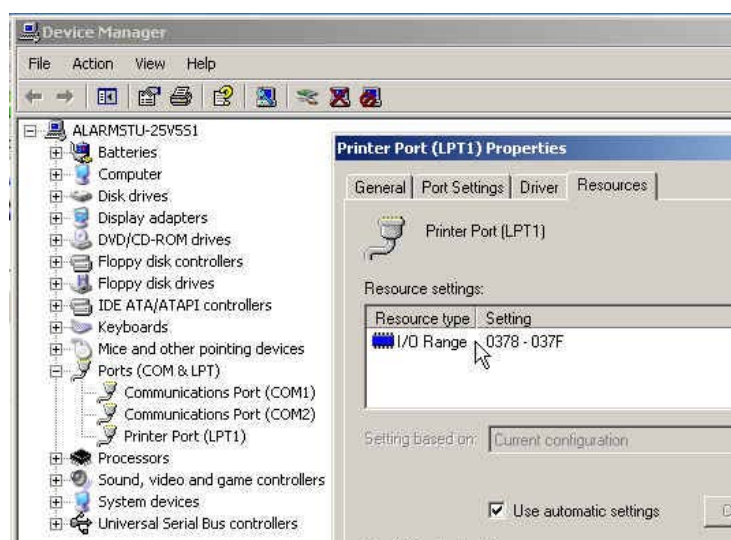 Device Manager
File Action View Help
ALARMSTU-25V5S1
Batteries
Computer
Disk drives
Display adapters
DVD/CD-ROM drives
Floppy disk controllers
Floppy disk drives
IDE ATA/ATAPI controllers
Keyboards
Mice and other pointing devices
Ports (COM & LPT)
Communications Port (COM1)
Communications Port (COM2)
Printer Port (LPT1)
Processors
Sound, video and game controllers
System devices
Universal Serial Bus controllers
Printer Port (LPT1) Properties
General Port Settings Driver Resources
Printer Port (LPT1)
Resource settings:
Resource type Setting
I/O Range 0378 - 037F
Setting based on: Current configuration
Use automatic settings